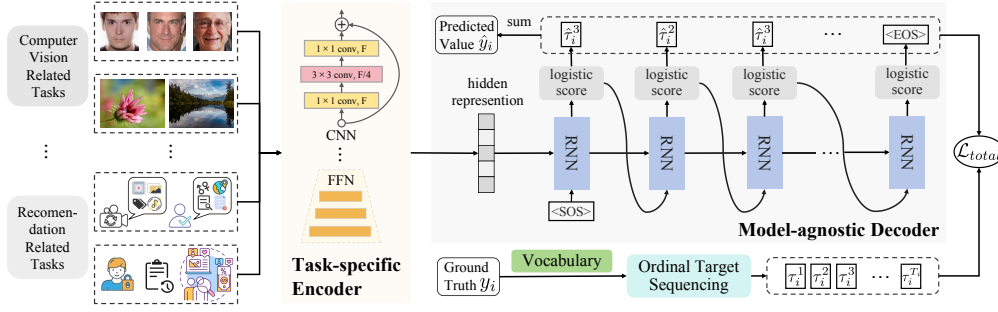 Computer
Vision
Related
Tasks
...
Recomen-
dation
Related
Tasks
...
1 × 1 conv, F
3 × 3 conv, F/4
1 × 1 conv, F
CNN
...
FFN
Task-specific
Encoder
Predicted
Value ŷ_i
sum
τ̂_i^3
τ̂_i^2
τ̂_i^3
...
<EOS>
hidden
represention
logistic
score
logistic
score
logistic
score
logistic
score
RNN
RNN
RNN
...
RNN
<SOS>
Model-agnostic Decoder
ℒ_total
Ground
Truth y_i
Vocabulary
Ordinal Target
Sequencing
τ_i^1
τ_i^2
τ_i^3
...
τ_i^{T_i}